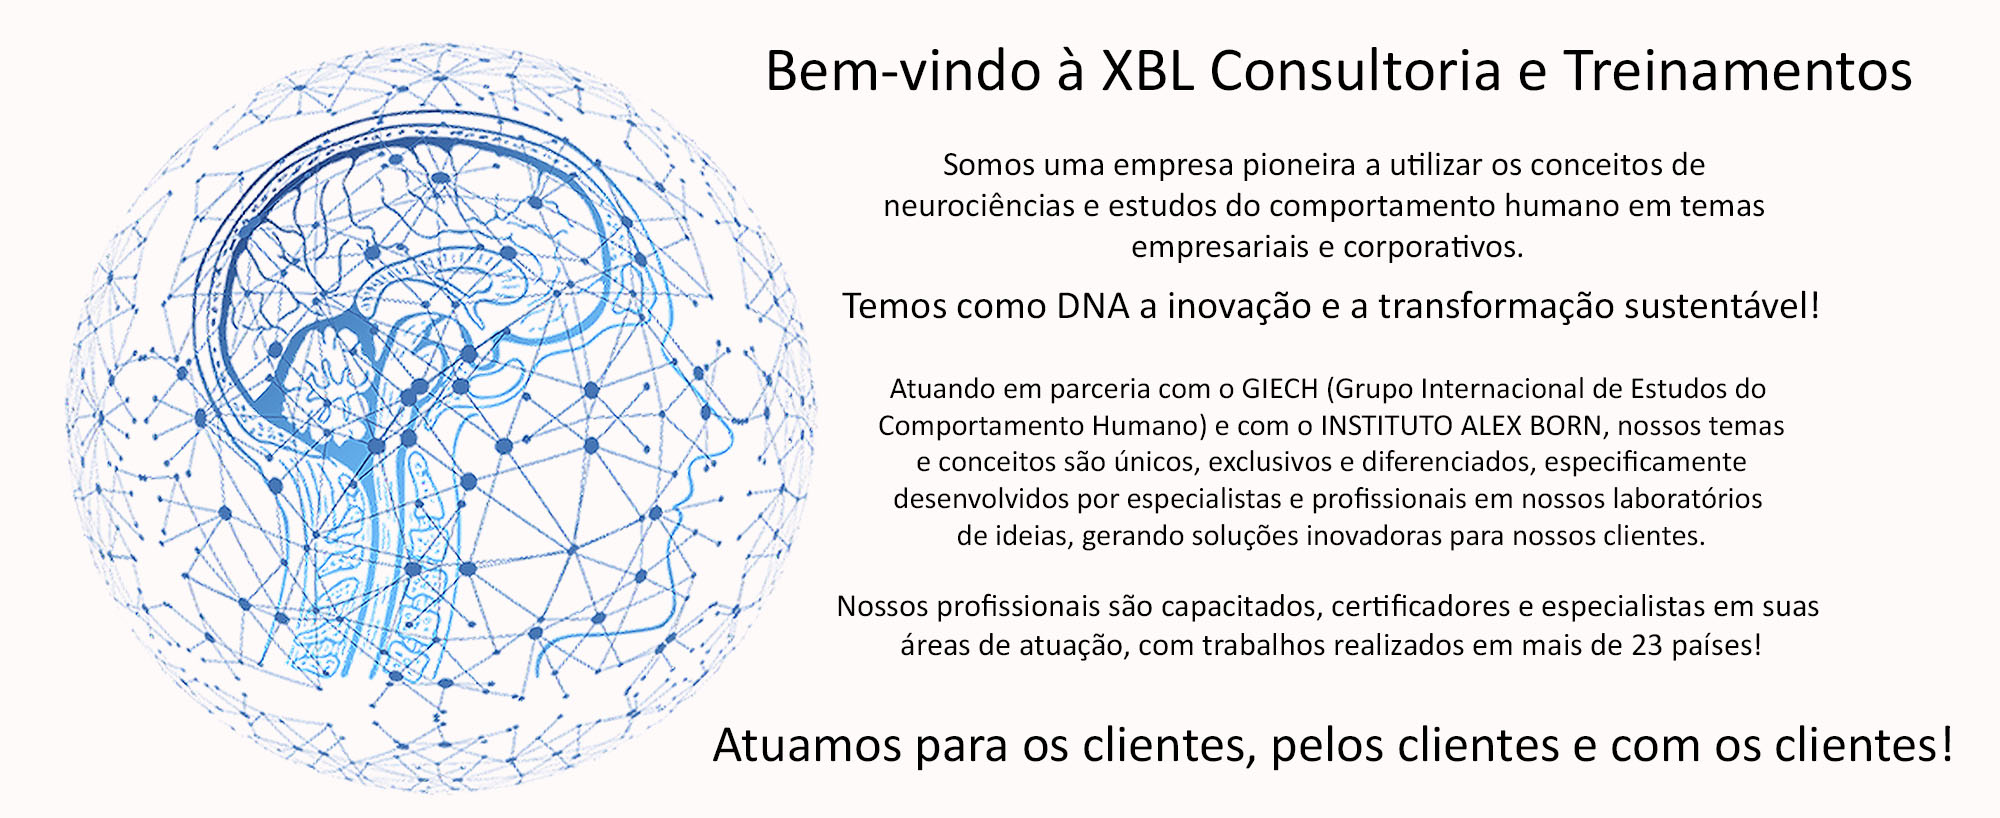 Bem-vindo à XBL Consultoria e Treinamentos
Somos uma empresa pioneira a utilizar os conceitos de
neurociências e estudos do comportamento humano em temas
empresariais e corporativos.
Temos como DNA a inovação e a transformação sustentável!
Atuando em parceria com o GIECH (Grupo Internacional de Estudos do
Comportamento Humano) e com o INSTITUTO ALEX BORN, nossos temas
e conceitos são únicos, exclusivos e diferenciados, especificamente
desenvolvidos por especialistas e profissionais em nossos laboratórios
de ideias, gerando soluções inovadoras para nossos clientes.
Nossos profissionais são capacitados, certificadores e especialistas em suas
áreas de atuação, com trabalhos realizados em mais de 23 países!
Atuamos para os clientes, pelos clientes e com os clientes!